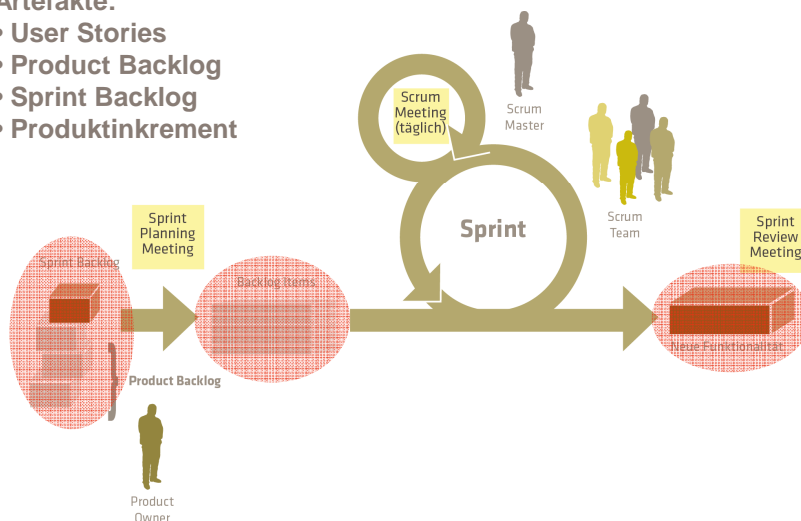 Artefakte:
• User Stories
• Product Backlog
• Sprint Backlog
• Produktinkrement
Scrum
Meeting
(täglich)
Scrum
Master
Sprint
Scrum
Team
Sprint
Planning
Meeting
Sprint
Review
Meeting
Sprint Backlog
Backlog Items
Neue Funktionalität
Product Backlog
Product
Owner